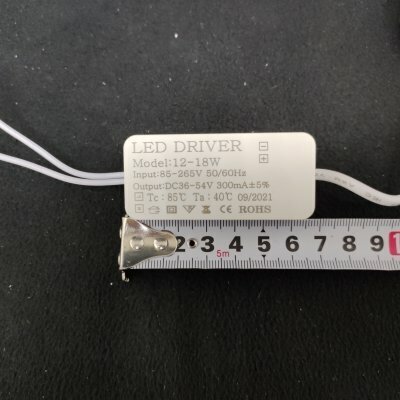 LED DRIVER
Model:12-18W
Input:85-265V 50/60Hz
Output:DC36-54V 300mA±5%
Tc : 85℃ Ta : 40℃ 09/2021
CE ROHS
2 3 4 5 6 7 8 9 1
5m